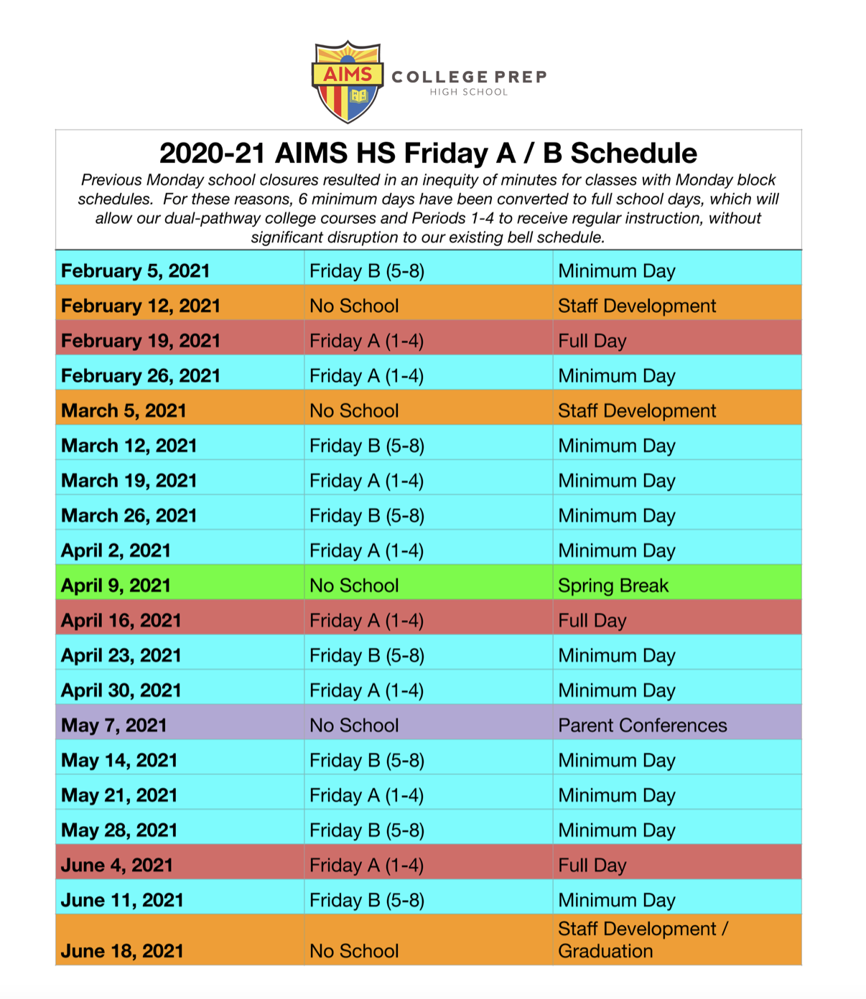 AIMS
COLLEGE PREP
HIGH SCHOOL
2020-21 AIMS HS Friday A / B Schedule
Previous Monday school closures resulted in an inequity of minutes for classes with Monday block
schedules. For these reasons, 6 minimum days have been converted to full school days, which will
allow our dual-pathway college courses and Periods 1-4 to receive regular instruction, without
significant disruption to our existing bell schedule.
February 5, 2021 Friday B (5-8) Minimum Day
February 12, 2021 No School Staff Development
February 19, 2021 Friday A (1-4) Full Day
February 26, 2021 Friday A (1-4) Minimum Day
March 5, 2021 No School Staff Development
March 12, 2021 Friday B (5-8) Minimum Day
March 19, 2021 Friday A (1-4) Minimum Day
March 26, 2021 Friday B (5-8) Minimum Day
April 2, 2021 Friday A (1-4) Minimum Day
April 9, 2021 No School Spring Break
April 16, 2021 Friday A (1-4) Full Day
April 23, 2021 Friday B (5-8) Minimum Day
April 30, 2021 Friday A (1-4) Minimum Day
May 7, 2021 No School Parent Conferences
May 14, 2021 Friday B (5-8) Minimum Day
May 21, 2021 Friday A (1-4) Minimum Day
May 28, 2021 Friday B (5-8) Minimum Day
June 4, 2021 Friday A (1-4) Full Day
June 11, 2021 Friday B (5-8) Minimum Day
Staff Development /
June 18, 2021 No School Graduation